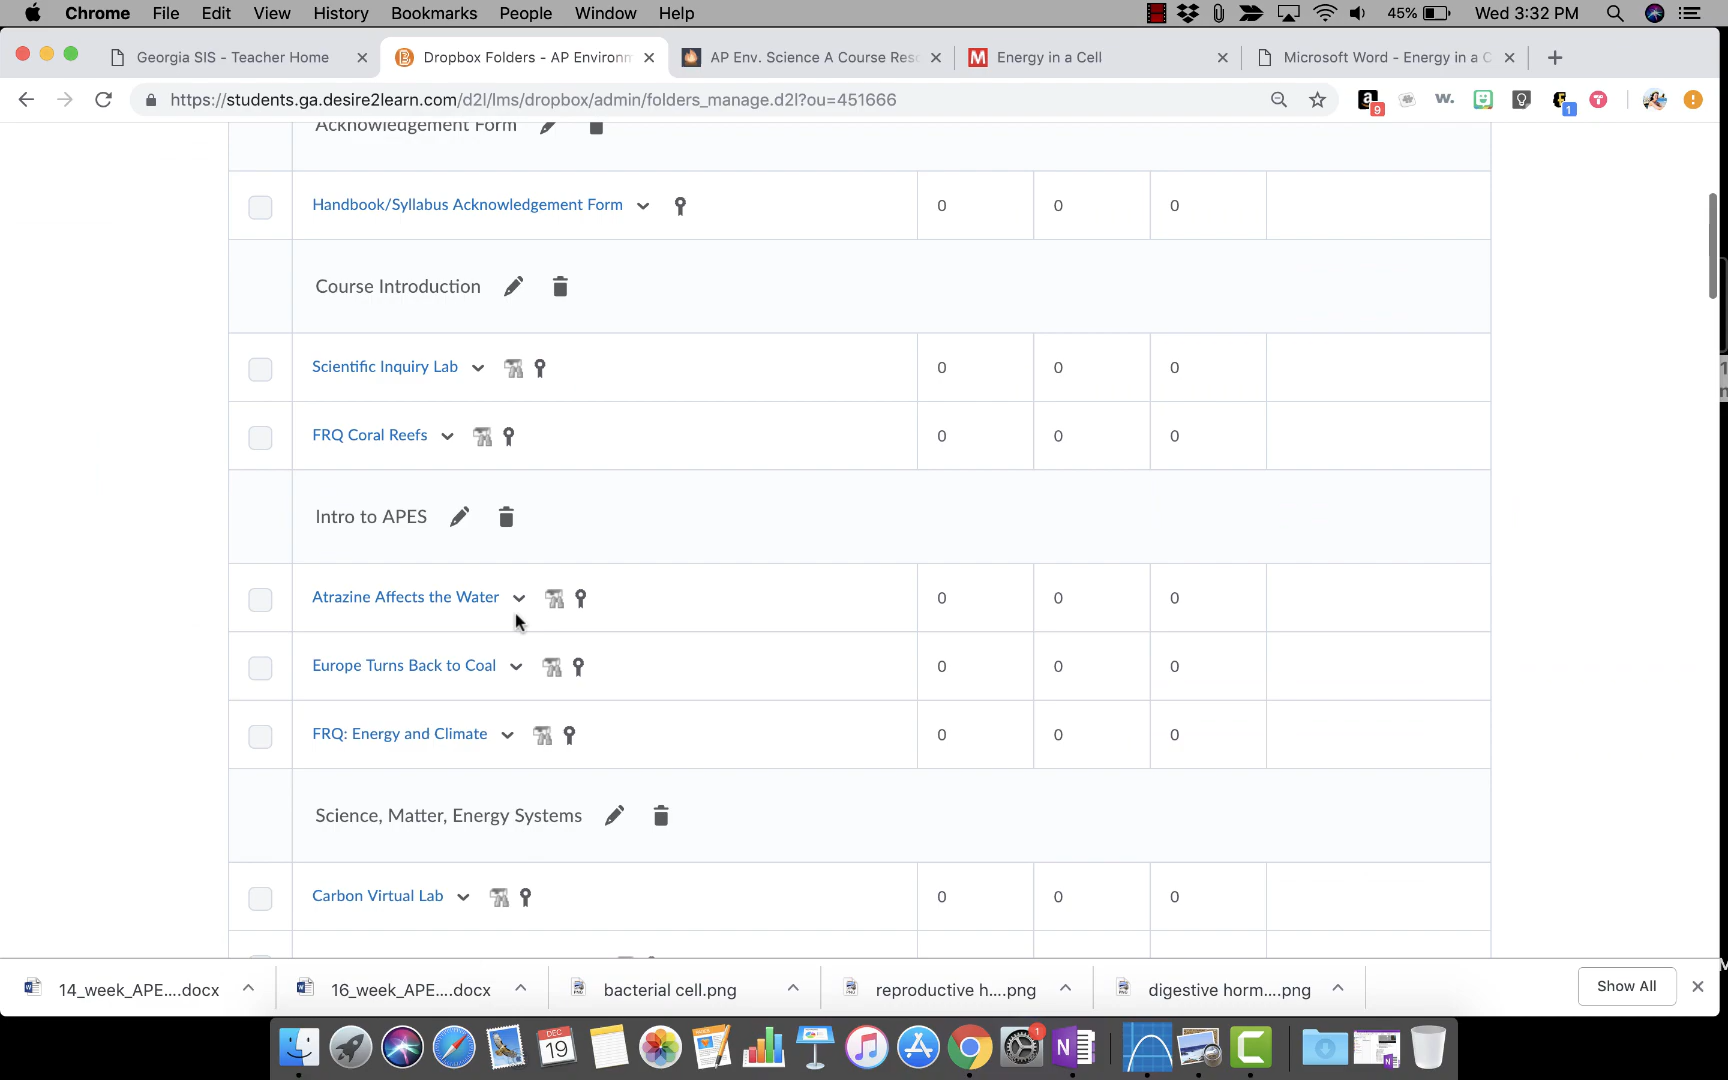 Chrome File Edit View History Bookmarks People Window Help 45% Wed 3:32 PM
Georgia SIS - Teacher Home
Dropbox Folders - AP Environm
AP Env. Science A Course Reso
Energy in a Cell
Microsoft Word - Energy in a C
https://students.ga.desire2learn.com/d2l/lms/dropbox/admin/folders_manage.d2l?ou=451666
9
w.
1
Acknowledgement Form
Handbook/Syllabus Acknowledgement Form 0 0 0
Course Introduction
Scientific Inquiry Lab 0 0 0
FRQ Coral Reefs 0 0 0
Intro to APES
Atrazine Affects the Water 0 0 0
Europe Turns Back to Coal 0 0 0
FRQ: Energy and Climate 0 0 0
Science, Matter, Energy Systems
Carbon Virtual Lab 0 0 0
14_week_APE....docx
16_week_APE....docx
bacterial cell.png
reproductive h....png
digestive horm....png
Show All
DEC
19
1